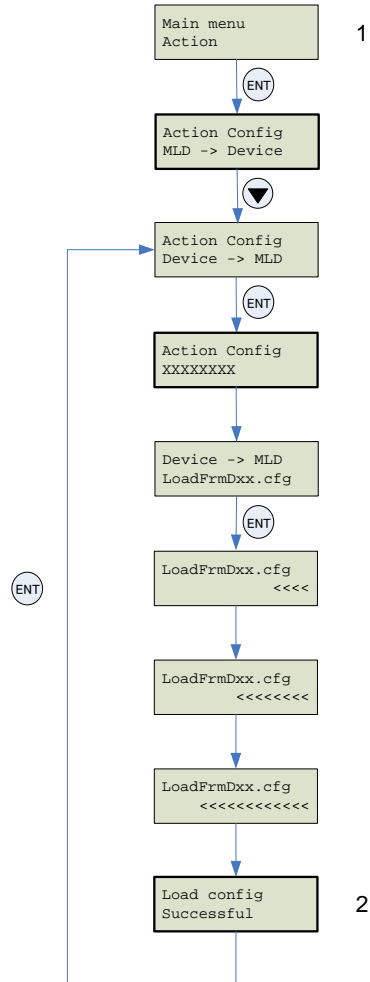 Main menu
Action
1
ENT
Action Config
MLD -> Device
Action Config
Device -> MLD
ENT
Action Config
XXXXXXXX
Device -> MLD
LoadFrmDxx.cfg
ENT
ENT
LoadFrmDxx.cfg
<<<<
LoadFrmDxx.cfg
<<<<<<<<
LoadFrmDxx.cfg
<<<<<<<<<<<<
Load config
Successful
2